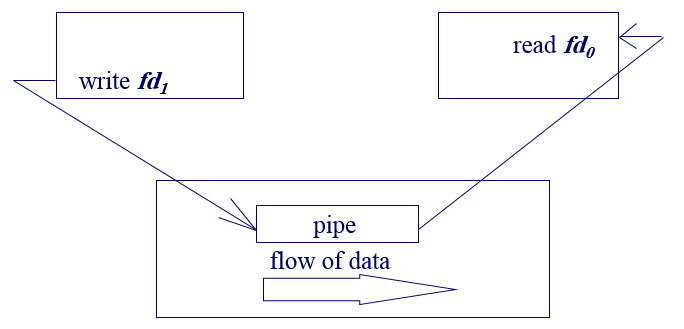 write fd1
read fd0
pipe
flow of data